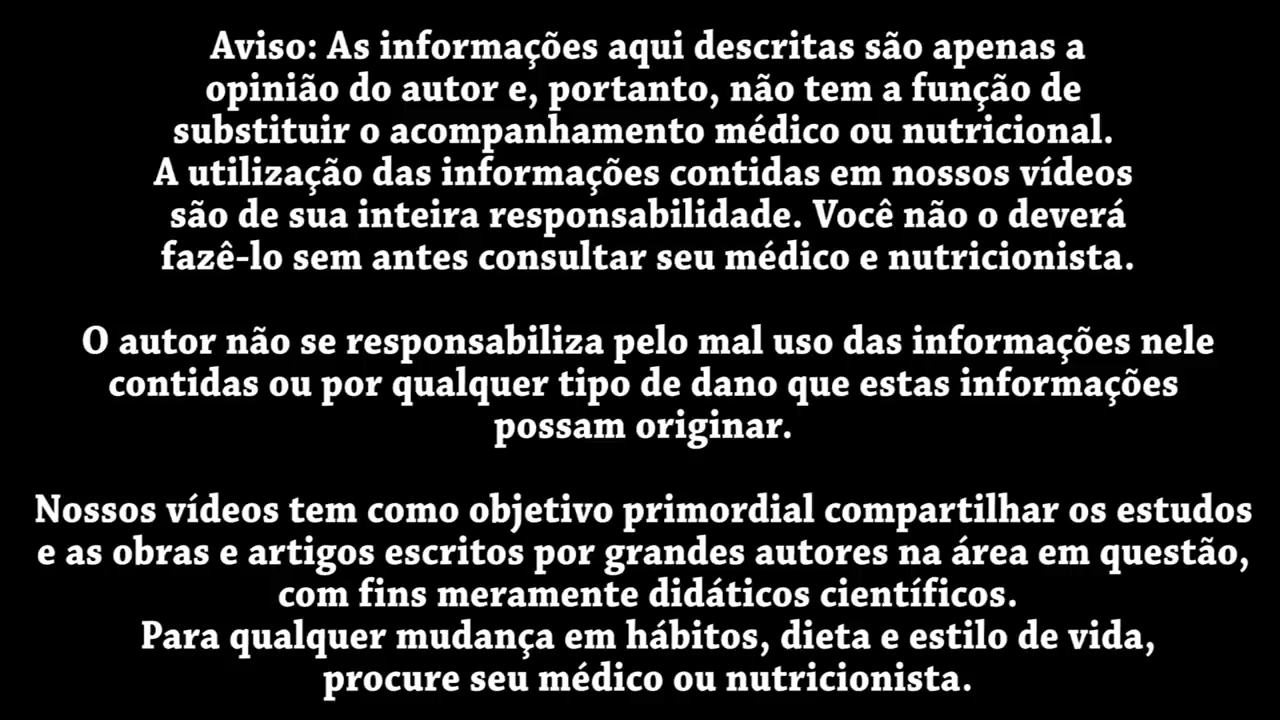 Aviso: As informações aqui descritas são apenas a
opinião do autor e, portanto, não tem a função de
substituir o acompanhamento médico ou nutricional.
A utilização das informações contidas em nossos vídeos
são de sua inteira responsabilidade. Você não o deverá
fazê-lo sem antes consultar seu médico e nutricionista.
O autor não se responsabiliza pelo mal uso das informações nele
contidas ou por qualquer tipo de dano que estas informações
possam originar.
Nossos vídeos tem como objetivo primordial compartilhar os estudos
e as obras e artigos escritos por grandes autores na área em questão,
com fins meramente didáticos científicos.
Para qualquer mudança em hábitos, dieta e estilo de vida,
procure seu médico ou nutricionista.